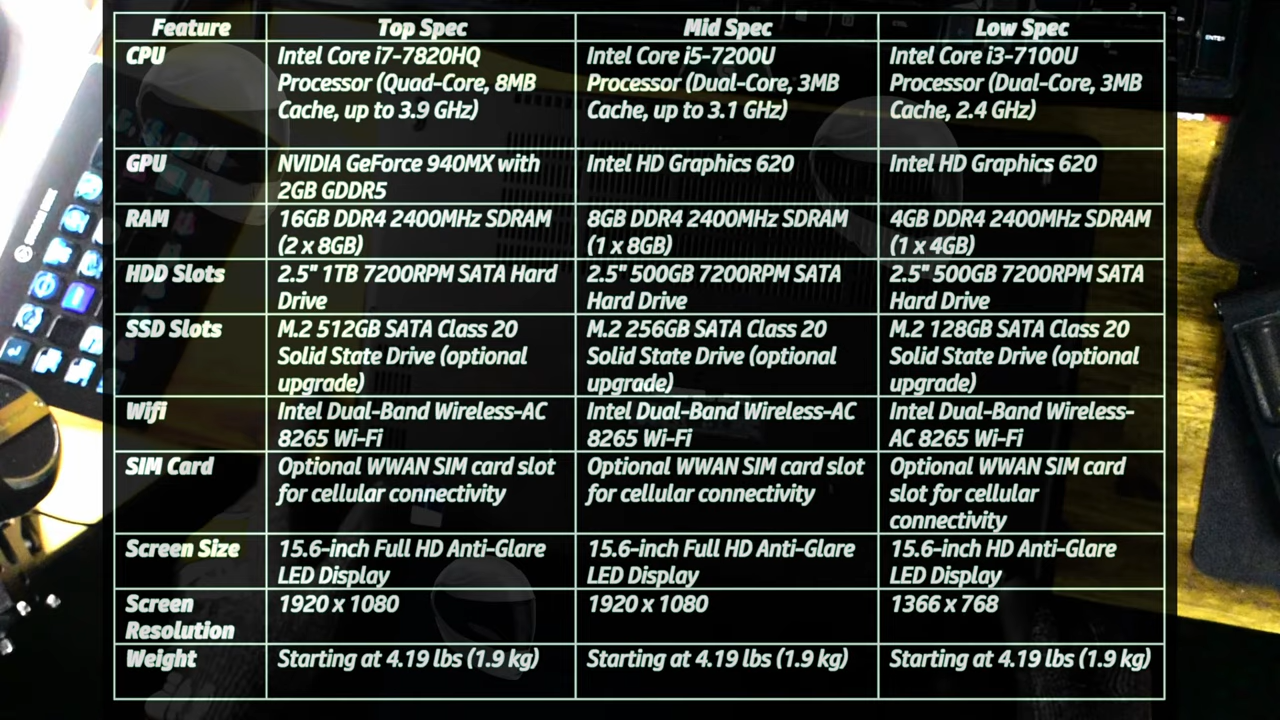 Feature Top Spec Mid Spec Low Spec
CPU
Intel Core i7-7820HQ
Processor (Quad-Core, 8MB
Cache, up to 3.9 GHz)
Intel Core i5-7200U
Processor (Dual-Core, 3MB
Cache, up to 3.1 GHz)
Intel Core i3-7100U
Processor (Dual-Core, 3MB
Cache, 2.4 GHz)
GPU
NVIDIA GeForce 940MX with
2GB GDDR5
Intel HD Graphics 620
Intel HD Graphics 620
RAM
16GB DDR4 2400MHz SDRAM
(2 x 8GB)
8GB DDR4 2400MHz SDRAM
(1 x 8GB)
4GB DDR4 2400MHz SDRAM
(1 x 4GB)
HDD Slots
2.5" 1TB 7200RPM SATA Hard
Drive
2.5" 500GB 7200RPM SATA
Hard Drive
2.5" 500GB 7200RPM SATA
Hard Drive
SSD Slots
M.2 512GB SATA Class 20
Solid State Drive (optional
upgrade)
M.2 256GB SATA Class 20
Solid State Drive (optional
upgrade)
M.2 128GB SATA Class 20
Solid State Drive (optional
upgrade)
Wifi
Intel Dual-Band Wireless-AC
8265 Wi-Fi
Intel Dual-Band Wireless-AC
8265 Wi-Fi
Intel Dual-Band Wireless-
AC 8265 Wi-Fi
SIM Card
Optional WWAN SIM card slot
for cellular connectivity
Optional WWAN SIM card slot
for cellular connectivity
Optional WWAN SIM card
slot for cellular
connectivity
Screen Size
15.6-inch Full HD Anti-Glare
LED Display
15.6-inch Full HD Anti-Glare
LED Display
15.6-inch HD Anti-Glare
LED Display
Screen
Resolution
1920 x 1080
1920 x 1080
1366 x 768
Weight
Starting at 4.19 lbs (1.9 kg)
Starting at 4.19 lbs (1.9 kg)
Starting at 4.19 lbs (1.9 kg)
ENTER